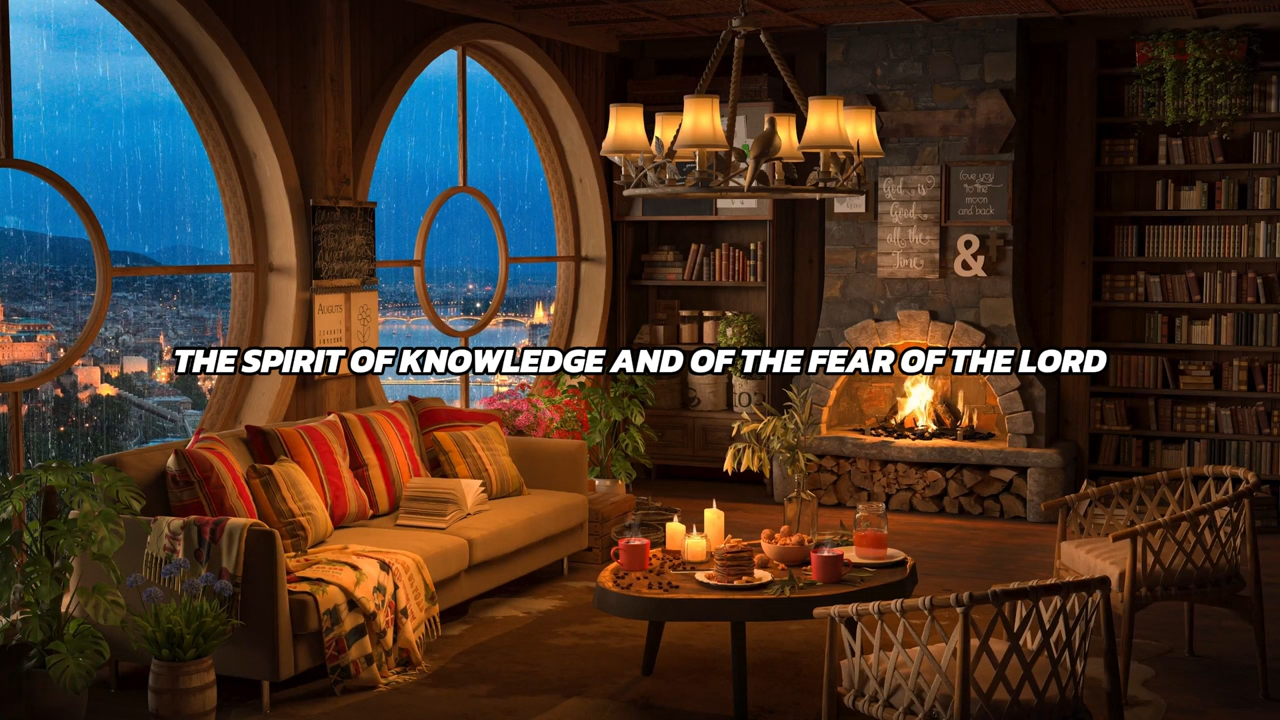 God is
Good
all the
Time
love you
to the
moon
and back
&
AUGUTS
THE SPIRIT OF KNOWLEDGE AND OF THE FEAR OF THE LORD